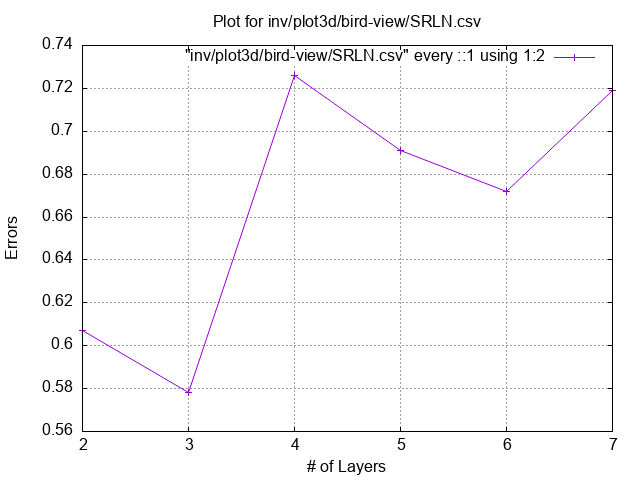 Plot for inv/plot3d/bird-view/SRLN.csv
"inv/plot3d/bird-view/SRLN.csv" every ::1 using 1:2
0.74
0.72
0.7
0.68
0.66
0.64
0.62
0.6
0.58
0.56
Errors
2 3 4 5 6 7
# of Layers